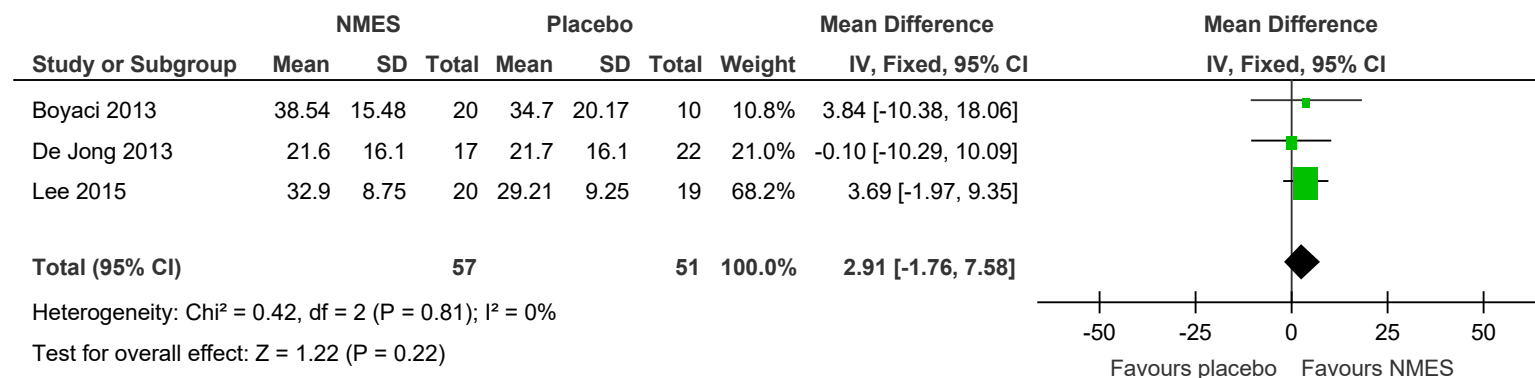 NMES Placebo Mean Difference Mean Difference
Study or Subgroup Mean SD Total Mean SD Total Weight IV, Fixed, 95% CI IV, Fixed, 95% CI
Boyaci 2013 38.54 15.48 20 34.7 20.17 10 10.8% 3.84 [-10.38, 18.06]
De Jong 2013 21.6 16.1 17 21.7 16.1 22 21.0% -0.10 [-10.29, 10.09]
Lee 2015 32.9 8.75 20 29.21 9.25 19 68.2% 3.69 [-1.97, 9.35]
Total (95% CI) 57 51 100.0% 2.91 [-1.76, 7.58]
Heterogeneity: Chi² = 0.42, df = 2 (P = 0.81); I² = 0%
Test for overall effect: Z = 1.22 (P = 0.22)
-50 -25 0 25 50
Favours placebo Favours NMES